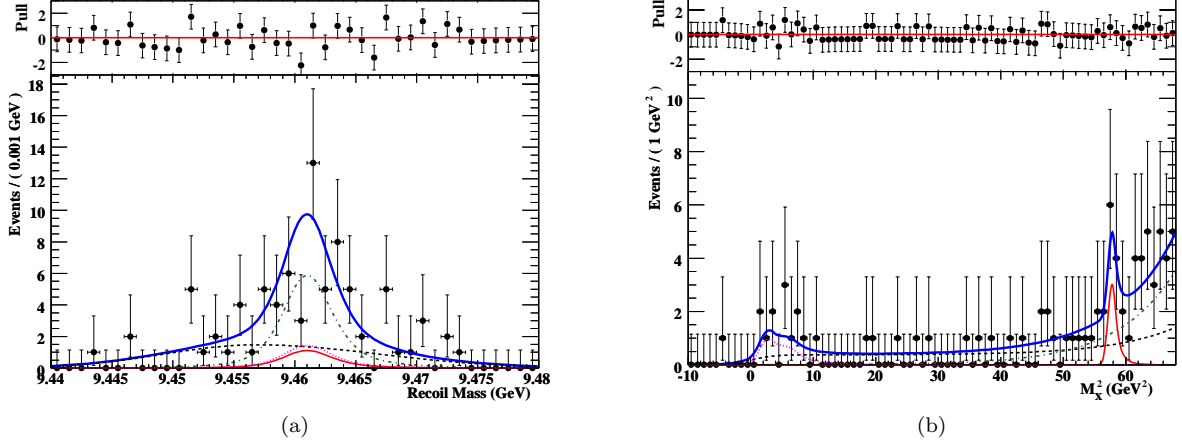 Pull
2
0
-2
Events / ( 0.001 GeV )
18
16
14
12
10
8
6
4
2
0
9.44 9.445 9.45 9.455 9.46 9.465 9.47 9.475 9.48
Recoil Mass (GeV)
(a)
Pull
2
0
-2
Events / ( 1 GeV² )
10
8
6
4
2
0
-10 0 10 20 30 40 50 60
M²ₓ (GeV²)
(b)